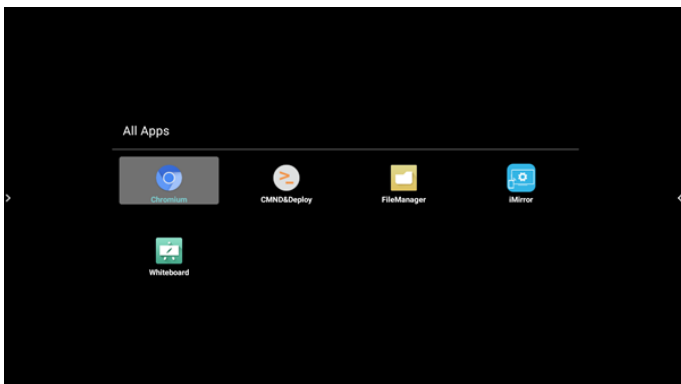 All Apps
Chromium
CMND&Deploy
FileManager
iMirror
Whiteboard